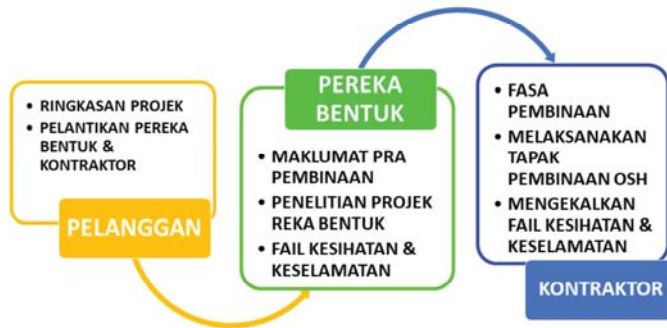 • RINGKASAN PROJEK
• PELANTIKAN PEREKA
BENTUK &
KONTRAKTOR
PELANGGAN
PEREKA
BENTUK
• MAKLUMAT PRA
PEMBINAAN
• PENELITIAN PROJEK
REKA BENTUK
• FAIL KESIHATAN &
KESELAMATAN
• FASA
PEMBINAAN
• MELAKSANAKAN
TAPAK
PEMBINAAN OSH
• MENGEKALKAN
FAIL KESIHATAN
& KESELAMATAN
KONTRAKTOR